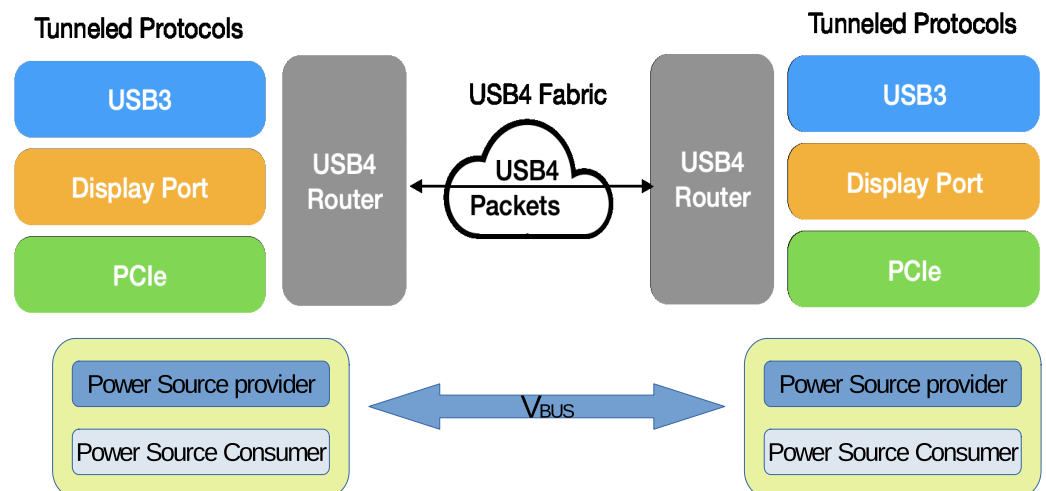 Tunneled Protocols
USB3
Display Port
PCIe
USB4
Router
USB4 Fabric
USB4
Packets
USB4
Router
Tunneled Protocols
USB3
Display Port
PCIe
Power Source provider
Power Source Consumer
VBUS
Power Source provider
Power Source Consumer